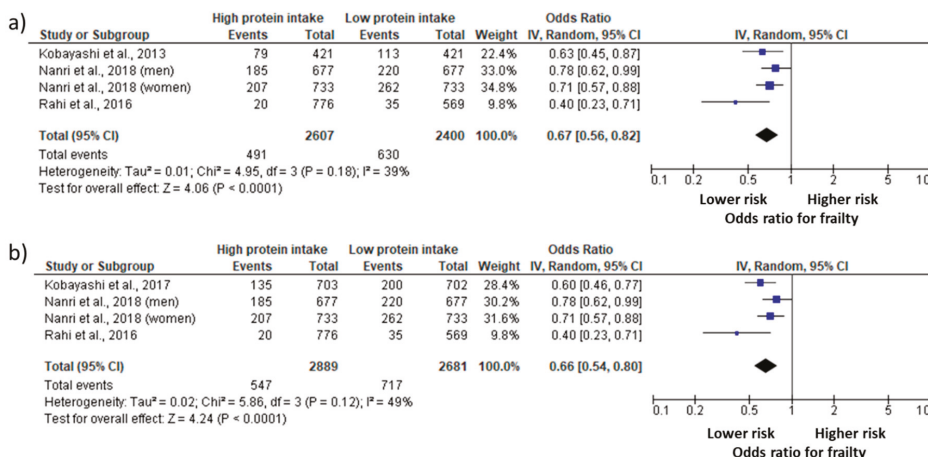 a)
High protein intake Low protein intake Odds Ratio Odds Ratio
Study or Subgroup Events Total Events Total Weight IV, Random, 95% CI IV, Random, 95% CI
Kobayashi et al., 2013 79 421 113 421 22.4% 0.63 [0.45, 0.87]
Nanri et al., 2018 (men) 185 677 220 677 33.0% 0.78 [0.62, 0.99]
Nanri et al., 2018 (women) 207 733 262 733 34.8% 0.71 [0.57, 0.88]
Rahi et al., 2016 20 776 35 569 9.8% 0.40 [0.23, 0.71]
Total (95% CI) 2607 2400 100.0% 0.67 [0.56, 0.82]
Total events 491 630
Heterogeneity: Tau² = 0.01; Chi² = 4.95, df = 3 (P = 0.18); I² = 39%
Test for overall effect: Z = 4.06 (P < 0.0001)
0.1 0.2 0.5 1 2 5 10
Lower risk Higher risk
Odds ratio for frailty
b)
High protein intake Low protein intake Odds Ratio Odds Ratio
Study or Subgroup Events Total Events Total Weight IV, Random, 95% CI IV, Random, 95% CI
Kobayashi et al., 2017 135 703 200 702 28.4% 0.60 [0.46, 0.77]
Nanri et al., 2018 (men) 185 677 220 677 30.2% 0.78 [0.62, 0.99]
Nanri et al., 2018 (women) 207 733 262 733 31.6% 0.71 [0.57, 0.88]
Rahi et al., 2016 20 776 35 569 9.8% 0.40 [0.23, 0.71]
Total (95% CI) 2889 2681 100.0% 0.66 [0.54, 0.80]
Total events 547 717
Heterogeneity: Tau² = 0.02; Chi² = 5.86, df = 3 (P = 0.12); I² = 49%
Test for overall effect: Z = 4.24 (P < 0.0001)
0.1 0.2 0.5 1 2 5 10
Lower risk Higher risk
Odds ratio for frailty